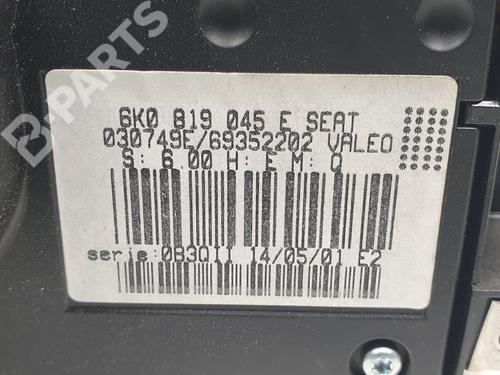 6K0 819 045 E SEAT
030749E/69352202 VALEO
S: 6.00 H: E M: Q
serie:0B3QII 14/05/01 E2
B-PARTS